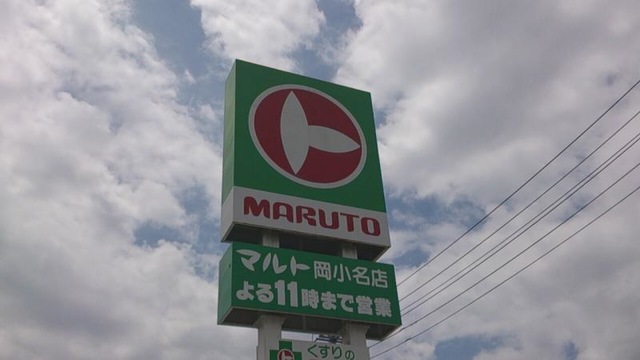 MARUTO
マルト岡小名店
よる11時まで営業
くすりの